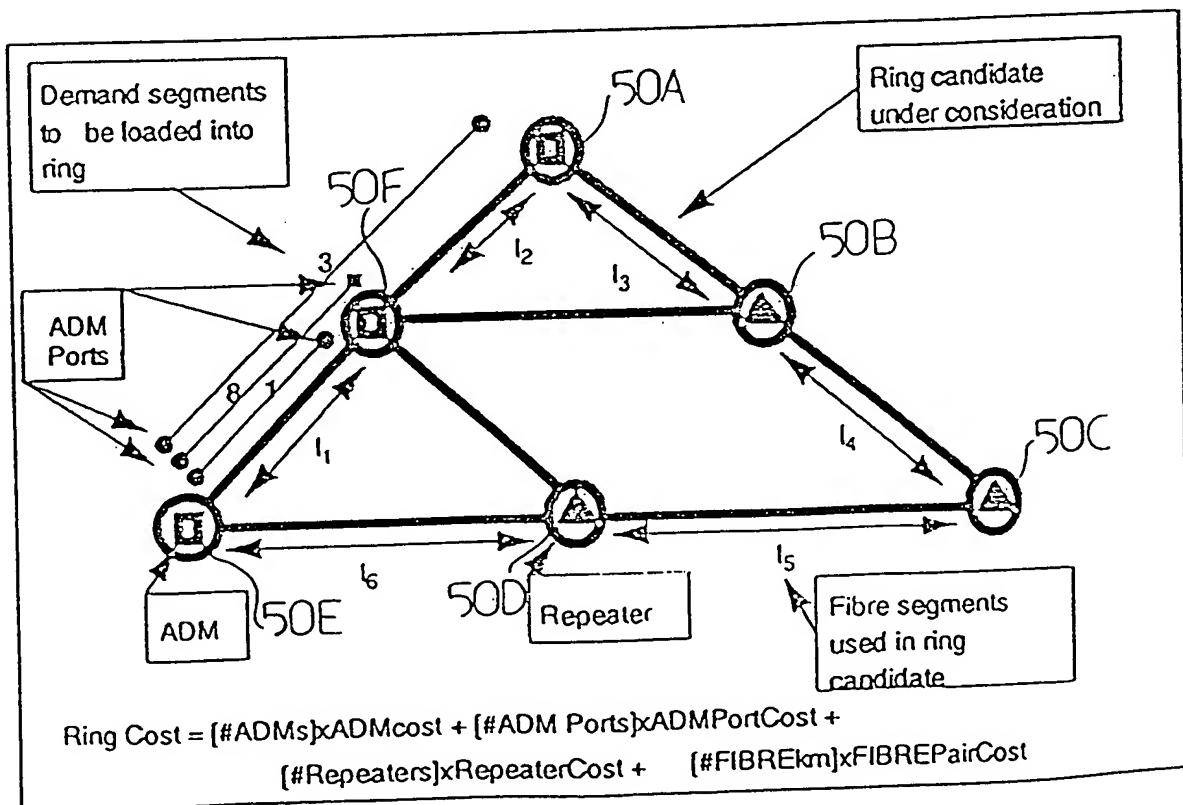 Demand segments
to be loaded into
ring
50A
Ring candidate
under consideration
50F
50B
l2
l3
3
ADM
Ports
8
1
l1
l4
50C
l6
l5
ADM
50E
50D
Repeater
Fibre segments
used in ring
candidate
Ring Cost = [#ADMs]xADMcost + [#ADM Ports]xADMPortCost +
[#Repeaters]xRepeaterCost + [#FIBREkm]xFIBREPairCost